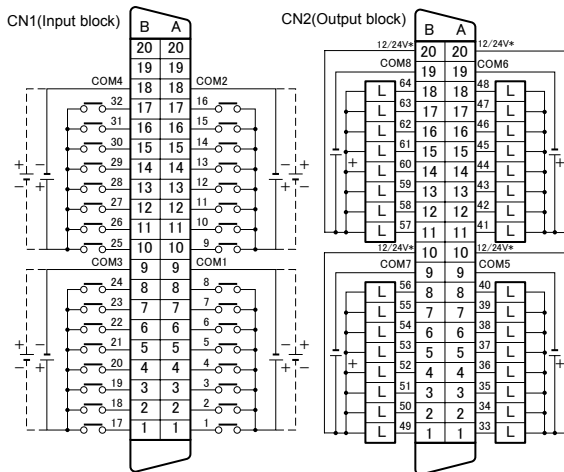 CN1(Input block)
B A
20 20
19 19
COM4 18 18 COM2
32 17 17 16
31 16 16 15
30 15 15 14
29 14 14 13
+ − + − 28 13 13 12 − + − +
27 12 12 11
26 11 11 10
25 10 10 9
COM3 9 9 COM1
24 8 8 8
23 7 7 7
22 6 6 6
21 5 5 5
+ − + − 20 4 4 4 − + − +
19 3 3 3
18 2 2 2
17 1 1 1
CN2(Output block)
B A
12/24V* 20 20 12/24V*
COM8 19 19 COM6
L 64 18 18 48 L
L 63 17 17 47 L
L 62 16 16 46 L
L 61 15 15 45 L
+ L 60 14 14 44 L +
L 59 13 13 43 L
L 58 12 12 42 L
L 57 11 11 41 L
12/24V* 10 10 12/24V*
COM7 9 9 COM5
L 56 8 8 40 L
L 55 7 7 39 L
L 54 6 6 38 L
L 53 5 5 37 L
+ L 52 4 4 36 L +
L 51 3 3 35 L
L 50 2 2 34 L
L 49 1 1 33 L